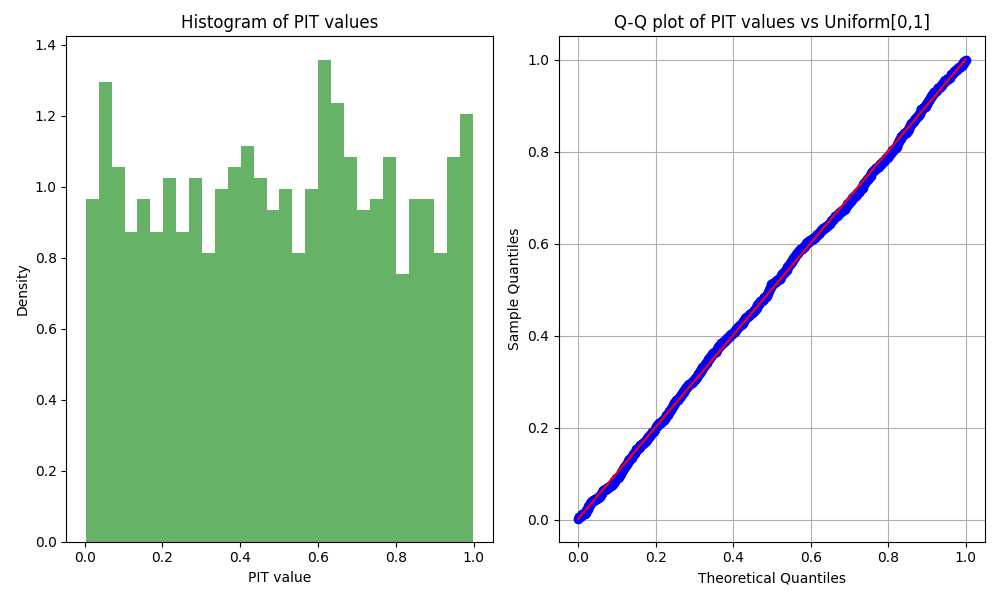 Histogram of PIT values
Density
1.4
1.2
1.0
0.8
0.6
0.4
0.2
0.0
0.0 0.2 0.4 0.6 0.8 1.0
PIT value
Q-Q plot of PIT values vs Uniform[0,1]
Sample Quantiles
1.0
0.8
0.6
0.4
0.2
0.0
0.0 0.2 0.4 0.6 0.8 1.0
Theoretical Quantiles